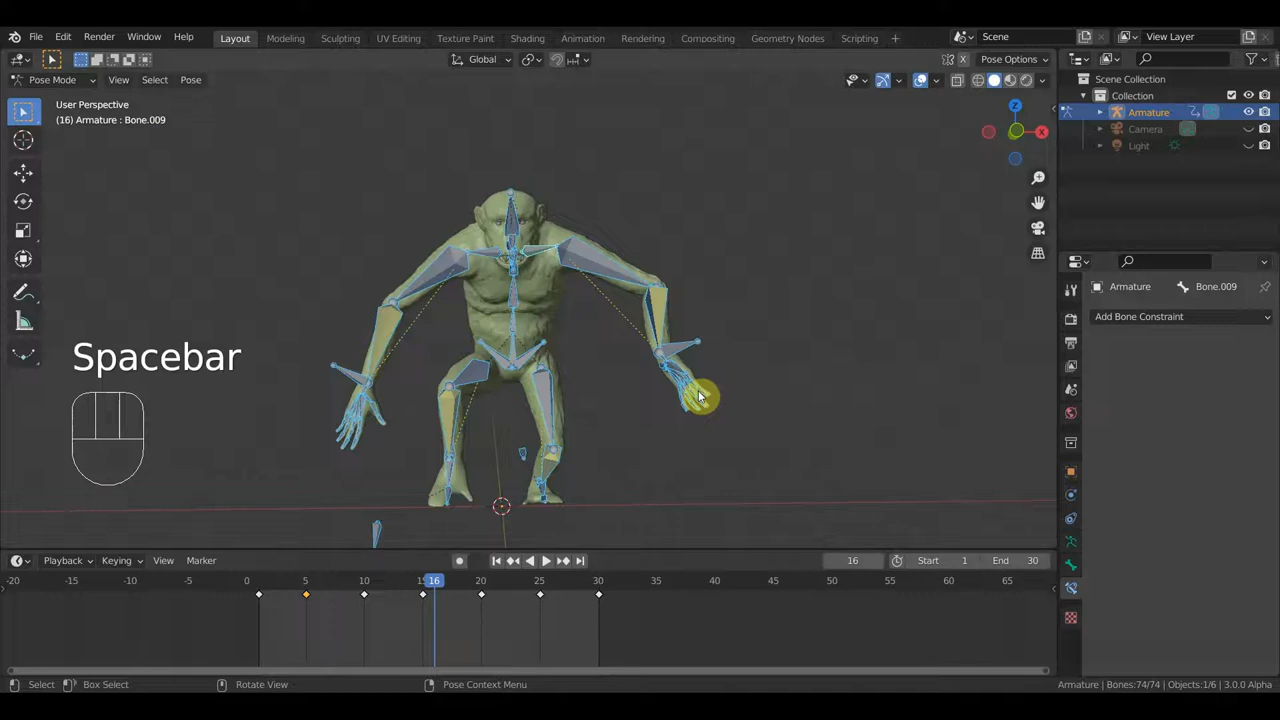 File Edit Render Window Help Layout Modeling Sculpting UV Editing Texture Paint Shading Animation Rendering Compositing Geometry Nodes Scripting + Scene View Layer
Global Pose Options
Pose Mode View Select Pose
User Perspective
(16) Armature : Bone.009
Z
X
Scene Collection
Collection
Armature
Camera
Light
Armature Bone.009
Add Bone Constraint
Spacebar
Playback Keying View Marker 16 Start 1 End 30
-20 -15 -10 -5 0 5 10 15 16 20 25 30 35 40 45 50 55 60 65
Select Box Select Rotate View Pose Context Menu Armature | Bones:74/74 | Objects:1/6 | 3.0.0 Alpha